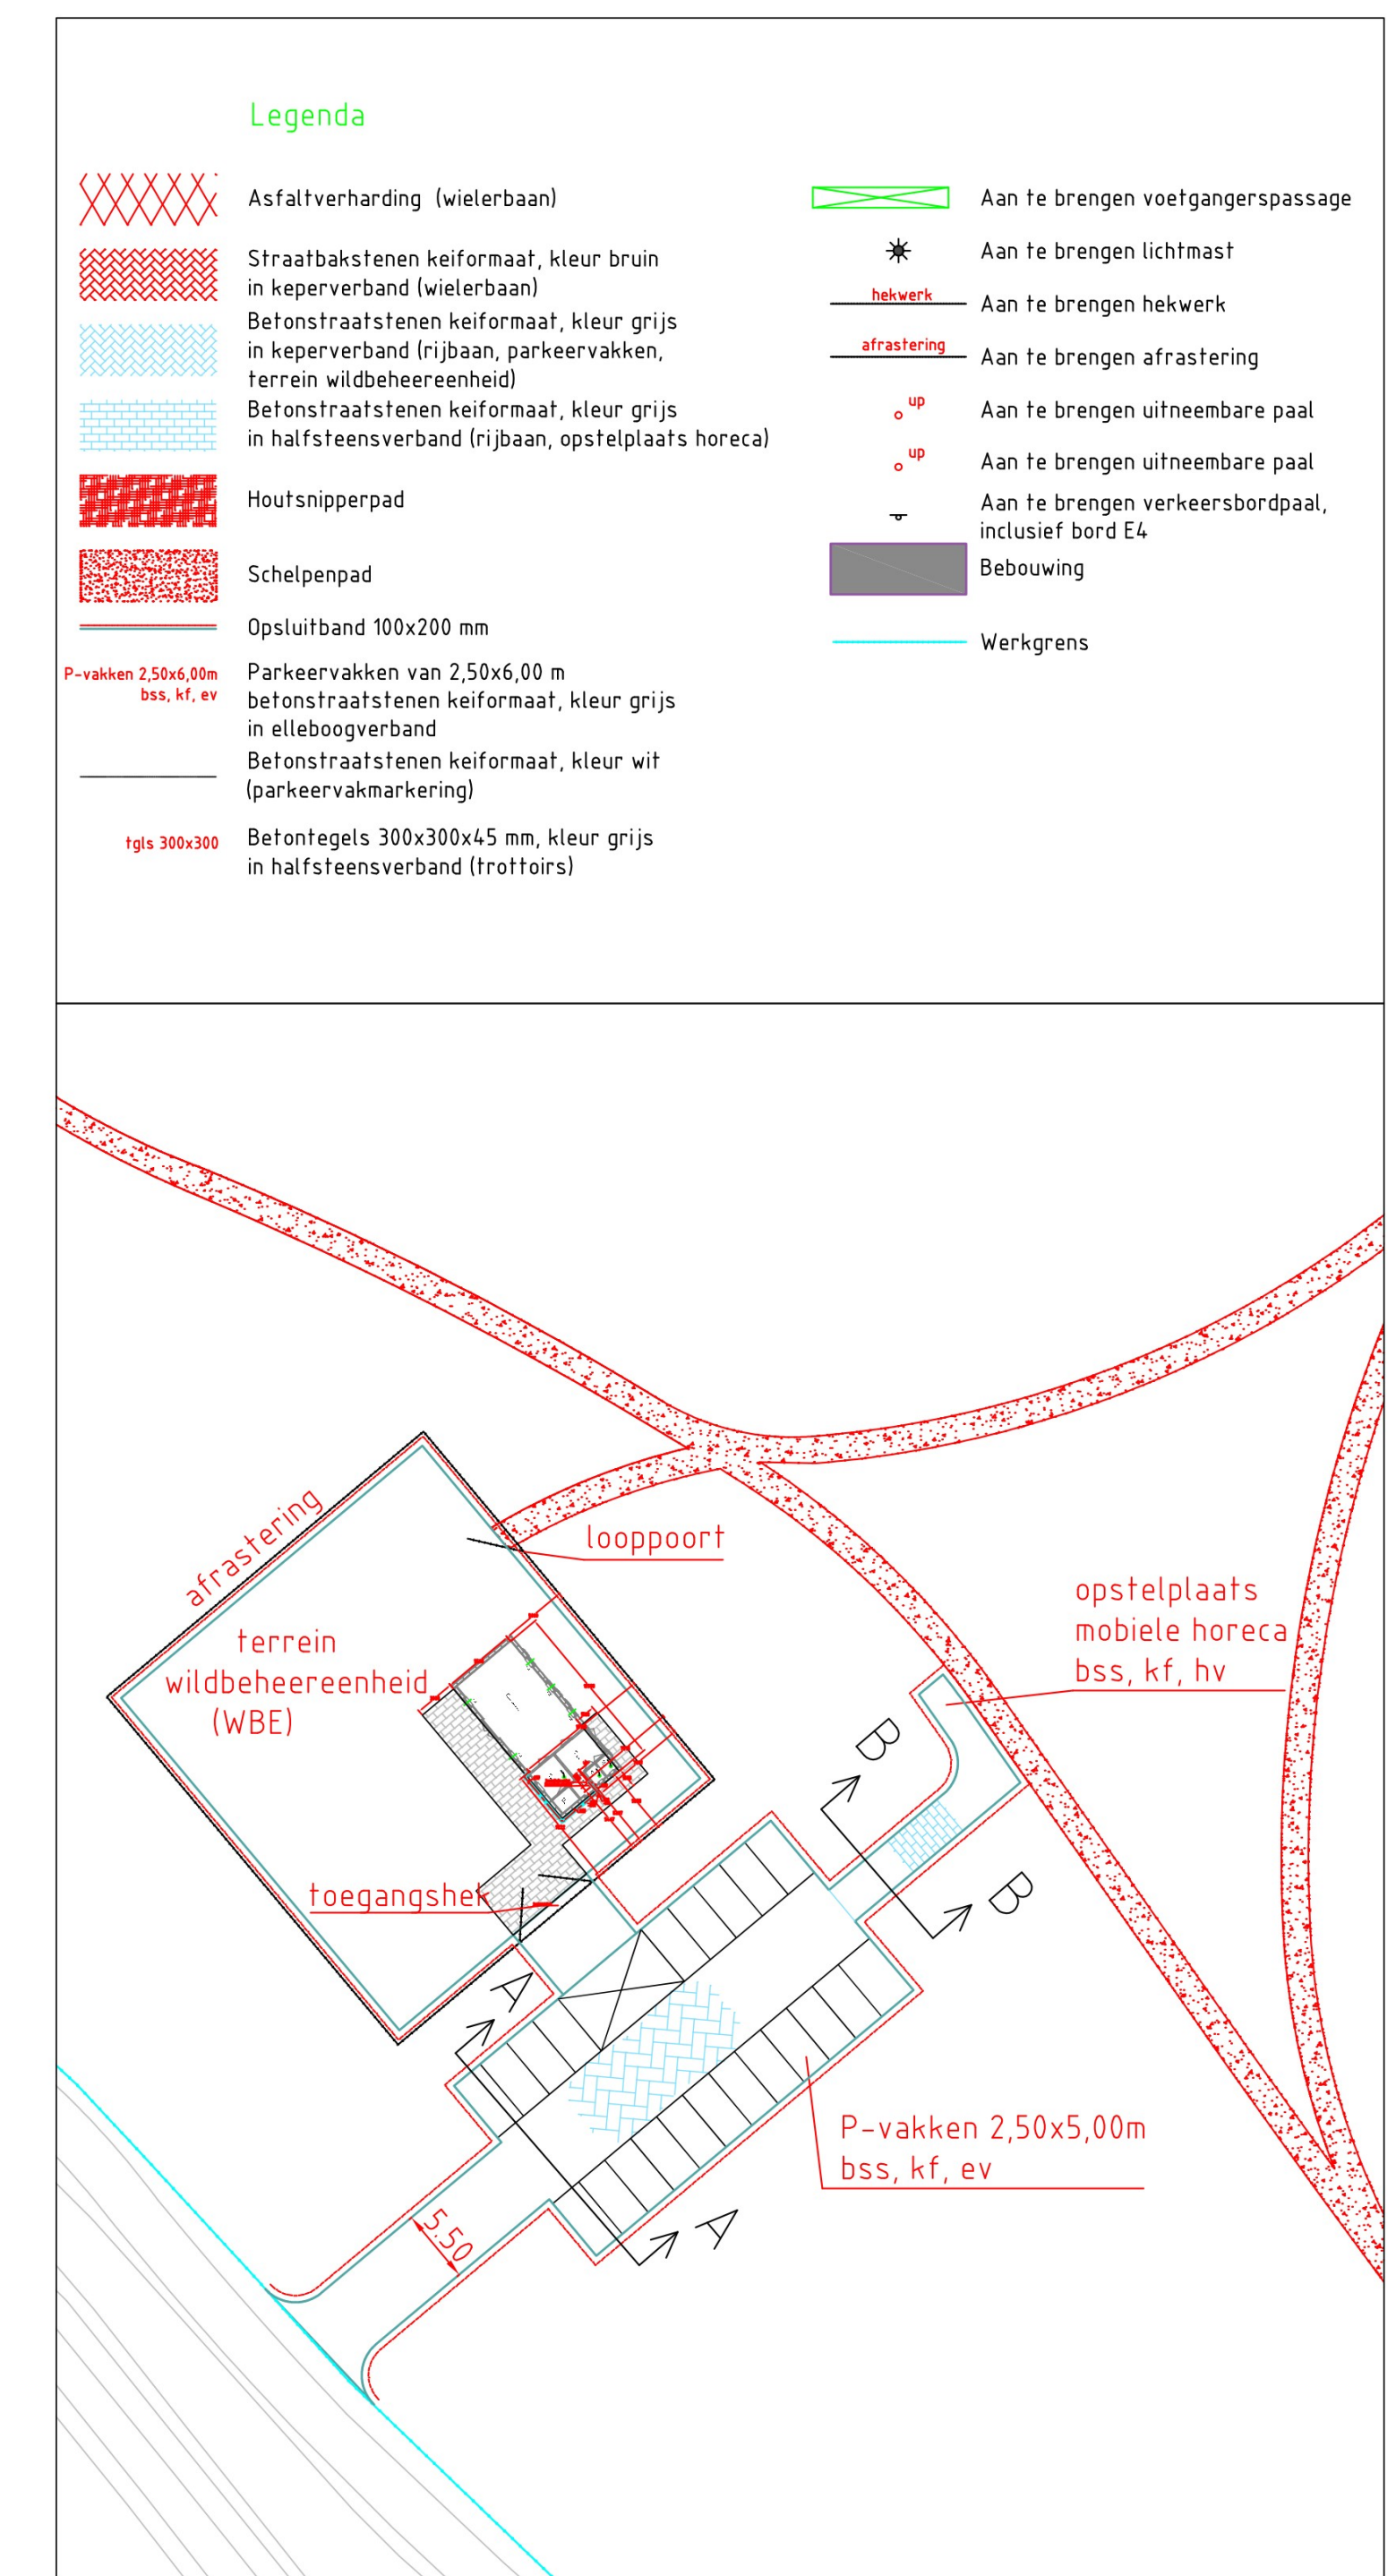 Legenda
Asfaltverharding (wielerbaan)
Straatbakstenen keiformaat, kleur bruin
in keperverband (wielerbaan)
Betonstraatstenen keiformaat, kleur grijs
in keperverband (rijbaan, parkeervakken,
terrein wildbeheereenheid)
Betonstraatstenen keiformaat, kleur grijs
in halfsteensverband (rijbaan, opstelplaats horeca)
Houtsnipperpad
Schelpenpad
Opsluitband 100x200 mm
P-vakken 2,50x6,00m
bss, kf, ev
Parkeervakken van 2,50x6,00 m
betonstraatstenen keiformaat, kleur grijs
in elleboogverband
Betonstraatstenen keiformaat, kleur wit
(parkeervakmarkering)
tgls 300x300
Betontegels 300x300x45 mm, kleur grijs
in halfsteensverband (trottoirs)
Aan te brengen voetgangerspassage
Aan te brengen lichtmast
hekwerk
Aan te brengen hekwerk
afrastering
Aan te brengen afrastering
up
Aan te brengen uitneembare paal
up
Aan te brengen uitneembare paal
Aan te brengen verkeersbordpaal,
inclusief bord E4
Bebouwing
Werkgrens
afrastering
looppoort
terrein
wildbeheereenheid
(WBE)
opstelplaats
mobiele horeca
bss, kf, hv
B
B
toegangshek
A
A
P-vakken 2,50x5,00m
bss, kf, ev
5.50